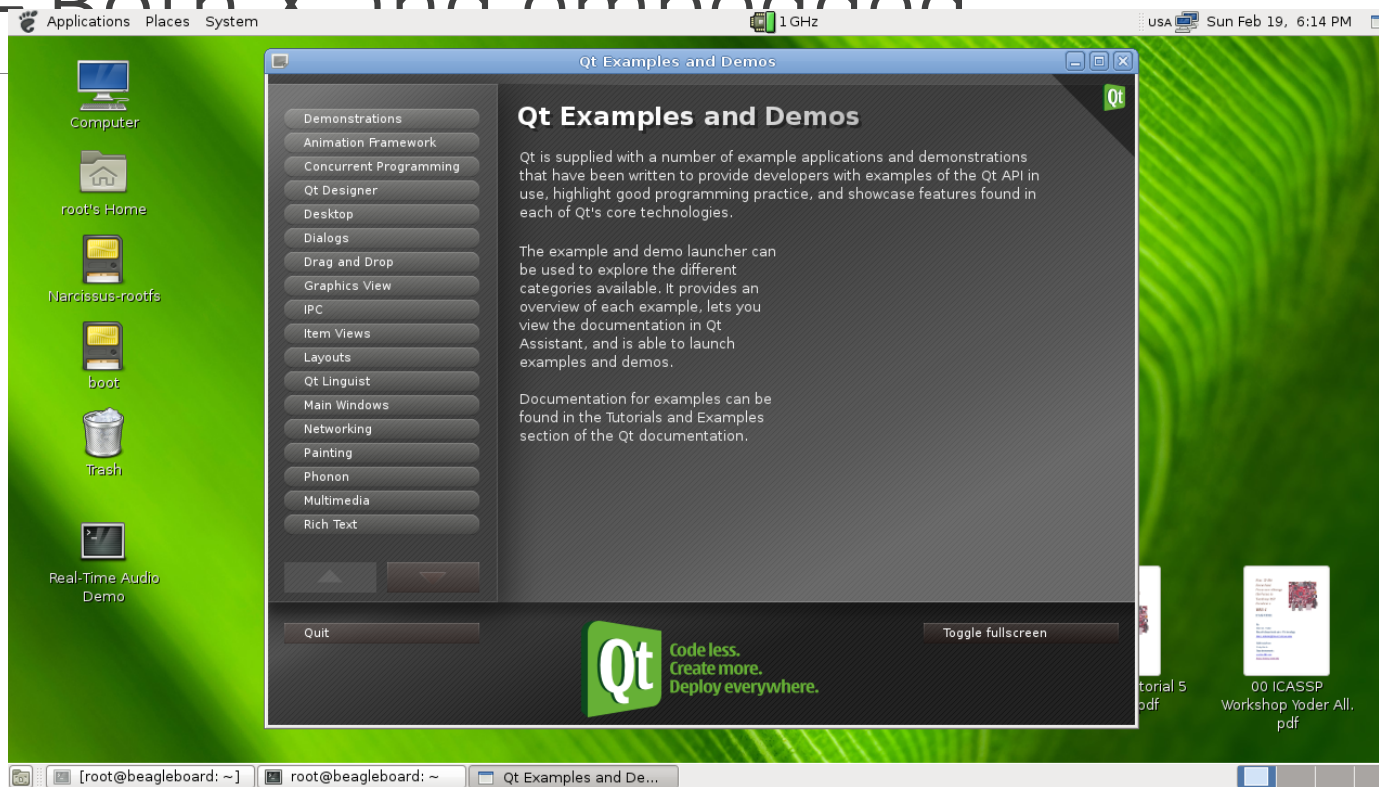 - Both X and embedded
Applications Places System
1 GHz
USA Sun Feb 19, 6:14 PM
Computer
root's Home
Narcissus-rootfs
boot
Trash
Real-Time Audio
Demo
Qt Examples and Demos
Demonstrations
Animation Framework
Concurrent Programming
Qt Designer
Desktop
Dialogs
Drag and Drop
Graphics View
IPC
Item Views
Layouts
Qt Linguist
Main Windows
Networking
Painting
Phonon
Multimedia
Rich Text
Qt
Qt Examples and Demos
Qt is supplied with a number of example applications and demonstrations
that have been written to provide developers with examples of the Qt API in
use, highlight good programming practice, and showcase features found in
each of Qt's core technologies.
The example and demo launcher can
be used to explore the different
categories available. It provides an
overview of each example, lets you
view the documentation in Qt
Assistant, and is able to launch
examples and demos.
Documentation for examples can be
found in the Tutorials and Examples
section of the Qt documentation.
Quit
Qt
Code less.
Create more.
Deploy everywhere.
Toggle fullscreen
torial 5
pdf
00 ICASSP
Workshop Yoder All.
pdf
[root@beagleboard: ~]
root@beagleboard: ~
Qt Examples and De...